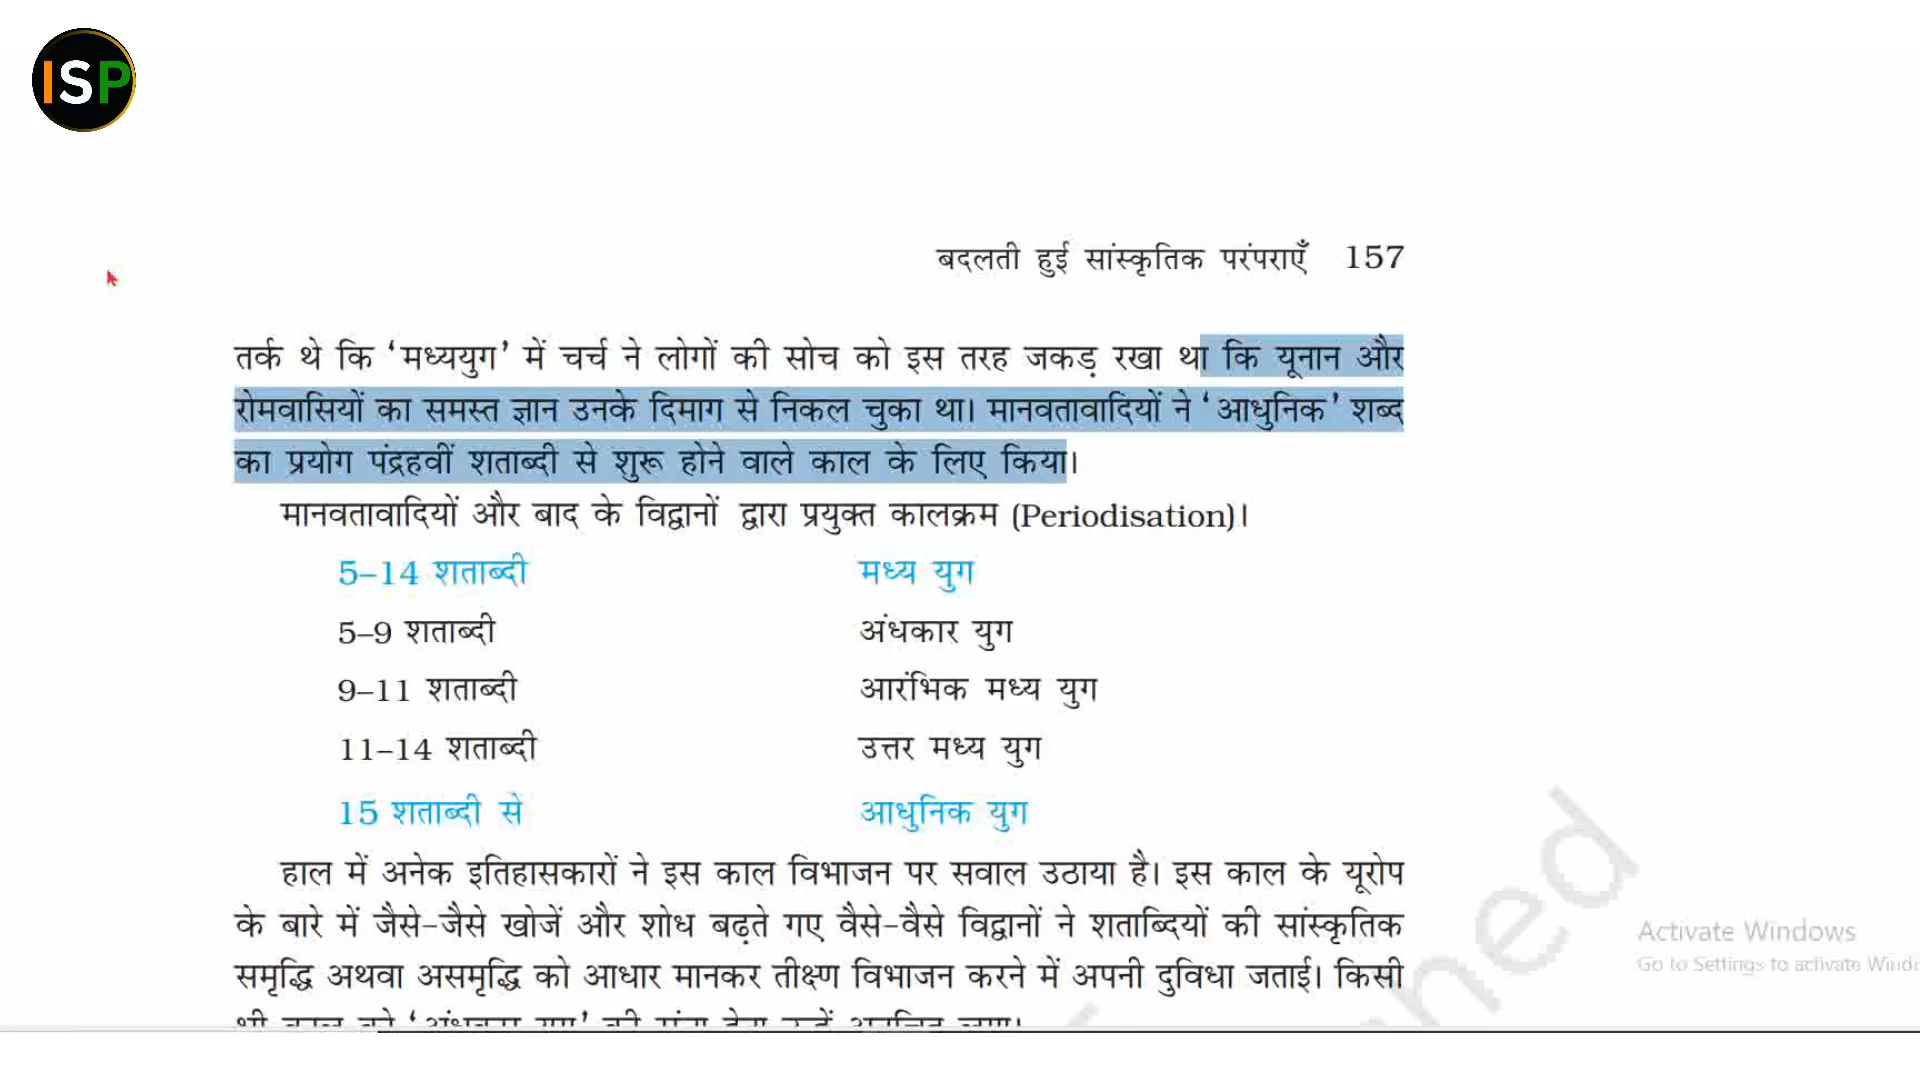 ISP
बदलती हुई सांस्कृतिक परंपराएँ 157
तर्क थे कि ‘मध्ययुग’ में चर्च ने लोगों की सोच को इस तरह जकड़ रखा था कि यूनान और
रोमवासियों का समस्त ज्ञान उनके दिमाग से निकल चुका था। मानवतावादियों ने ‘आधुनिक’ शब्द
का प्रयोग पंद्रहवीं शताब्दी से शुरू होने वाले काल के लिए किया।
मानवतावादियों और बाद के विद्वानों द्वारा प्रयुक्त कालक्रम (Periodisation)।
5–14 शताब्दी मध्य युग
5–9 शताब्दी अंधकार युग
9–11 शताब्दी आरंभिक मध्य युग
11–14 शताब्दी उत्तर मध्य युग
15 शताब्दी से आधुनिक युग
हाल में अनेक इतिहासकारों ने इस काल विभाजन पर सवाल उठाया है। इस काल के यूरोप
के बारे में जैसे-जैसे खोजें और शोध बढ़ते गए वैसे-वैसे विद्वानों ने शताब्दियों की सांस्कृतिक
समृद्धि अथवा असमृद्धि को आधार मानकर तीक्ष्ण विभाजन करने में अपनी दुविधा जताई। किसी
Activate Windows
Go to Settings to activate